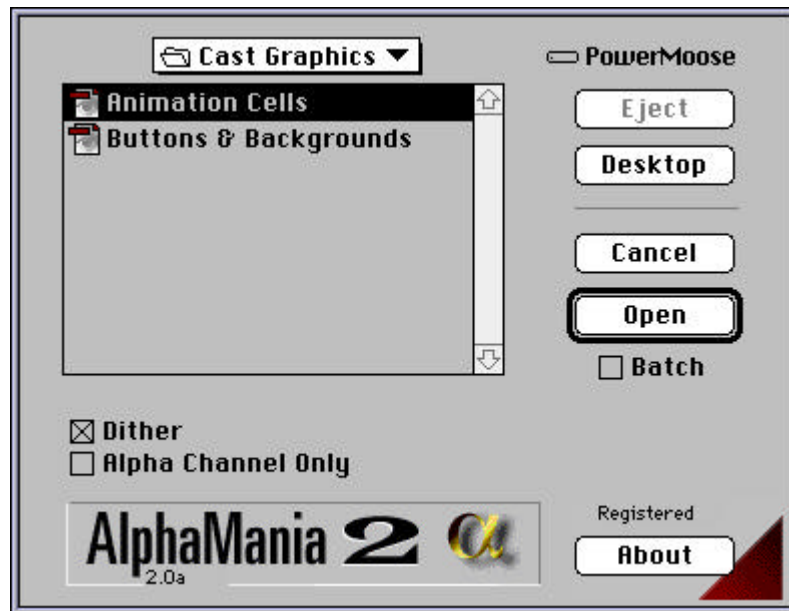 Cast Graphics
PowerMoose
Animation Cells
Buttons & Backgrounds
Eject
Desktop
Cancel
Open
Batch
Dither
Alpha Channel Only
AlphaMania 2 α
2.0a
Registered
About